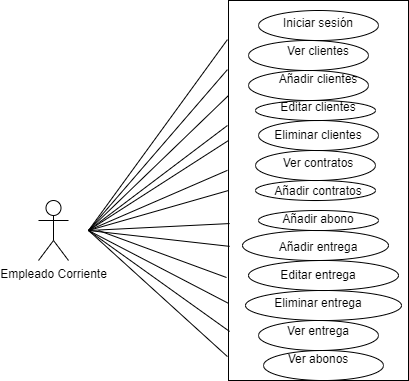 Iniciar sesión
Ver clientes
Añadir clientes
Editar clientes
Eliminar clientes
Ver contratos
Añadir contratos
Añadir abono
Añadir entrega
Editar entrega
Eliminar entrega
Ver entrega
Ver abonos
Empleado Corriente